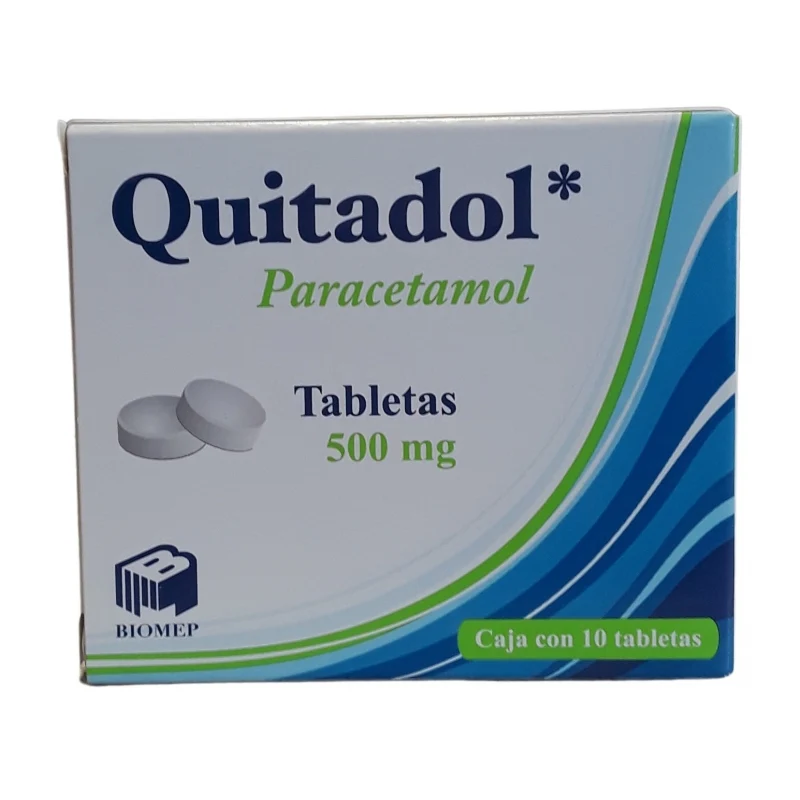 Quitadol*
Paracetamol
Tabletas
500 mg
B
BIOMEP
Caja con 10 tabletas